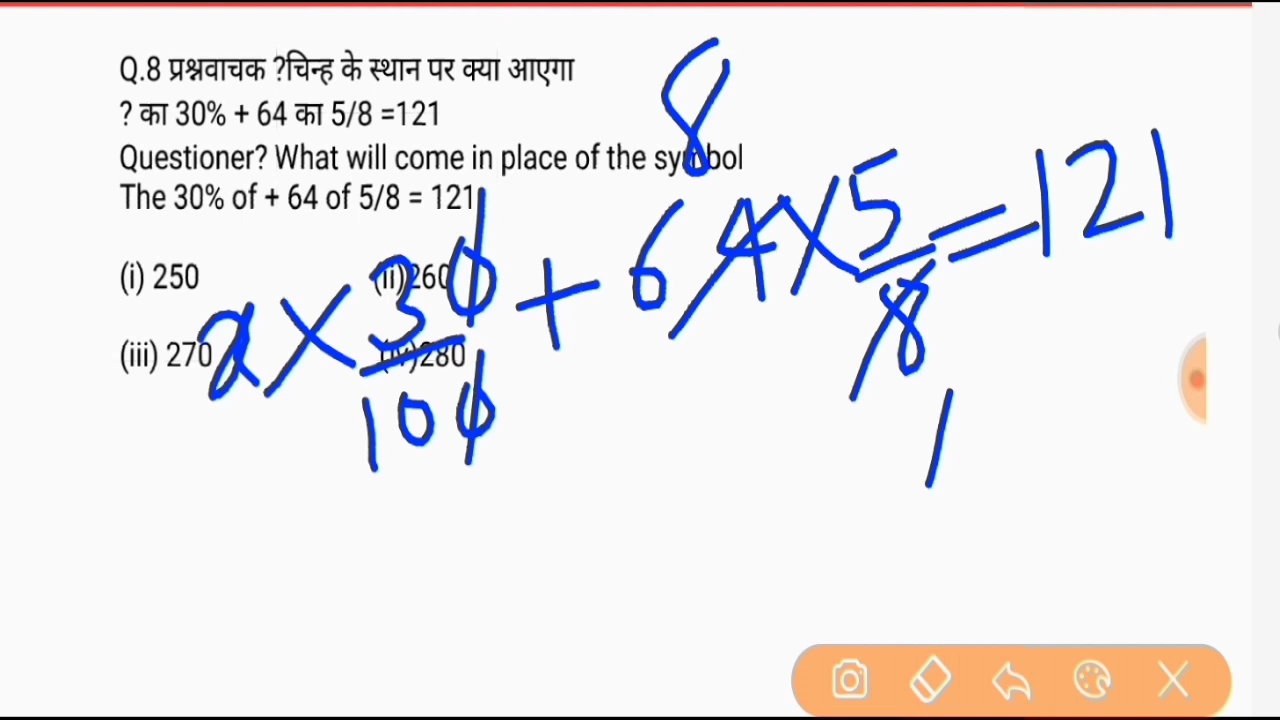 Q.8 प्रश्नवाचक ?चिन्ह के स्थान पर क्या आएगा
? का 30% + 64 का 5/8 =121
Questioner? What will come in place of the symbol
The 30% of + 64 of 5/8 = 121
(i) 250 (ii)260
(iii) 270 (iv)280
8
x × 30/100 + 64 × 5/8 = 121
1